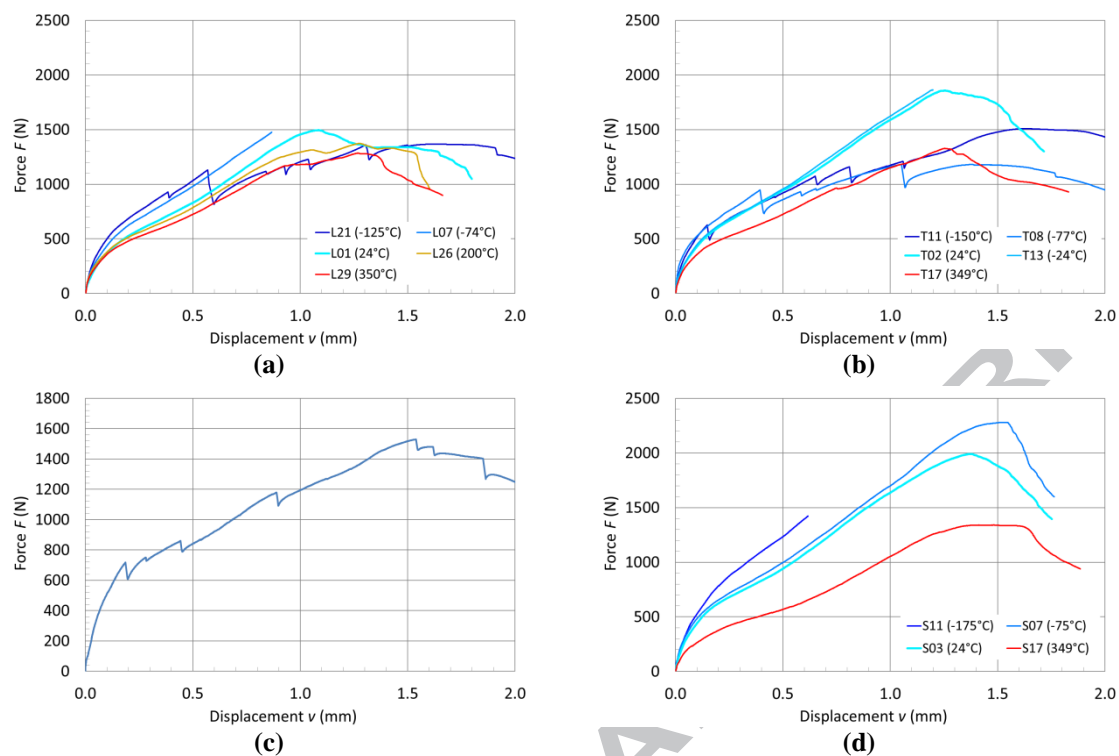 2500
2000
1500
1000
500
0
Force F (N)
0.0 0.5 1.0 1.5 2.0
Displacement v (mm)
L21 (-125°C) L07 (-74°C)
L01 (24°C) L26 (200°C)
L29 (350°C)
(a)
2500
2000
1500
1000
500
0
Force F (N)
0.0 0.5 1.0 1.5 2.0
Displacement v (mm)
T11 (-150°C) T08 (-77°C)
T02 (24°C) T13 (-24°C)
T17 (349°C)
(b)
1800
1600
1400
1200
1000
800
600
400
200
0
Force F (N)
0.0 0.5 1.0 1.5 2.0
Displacement v (mm)
(c)
2500
2000
1500
1000
500
0
Force F (N)
0.0 0.5 1.0 1.5 2.0
Displacement v (mm)
S11 (-175°C) S07 (-75°C)
S03 (24°C) S17 (349°C)
(d)